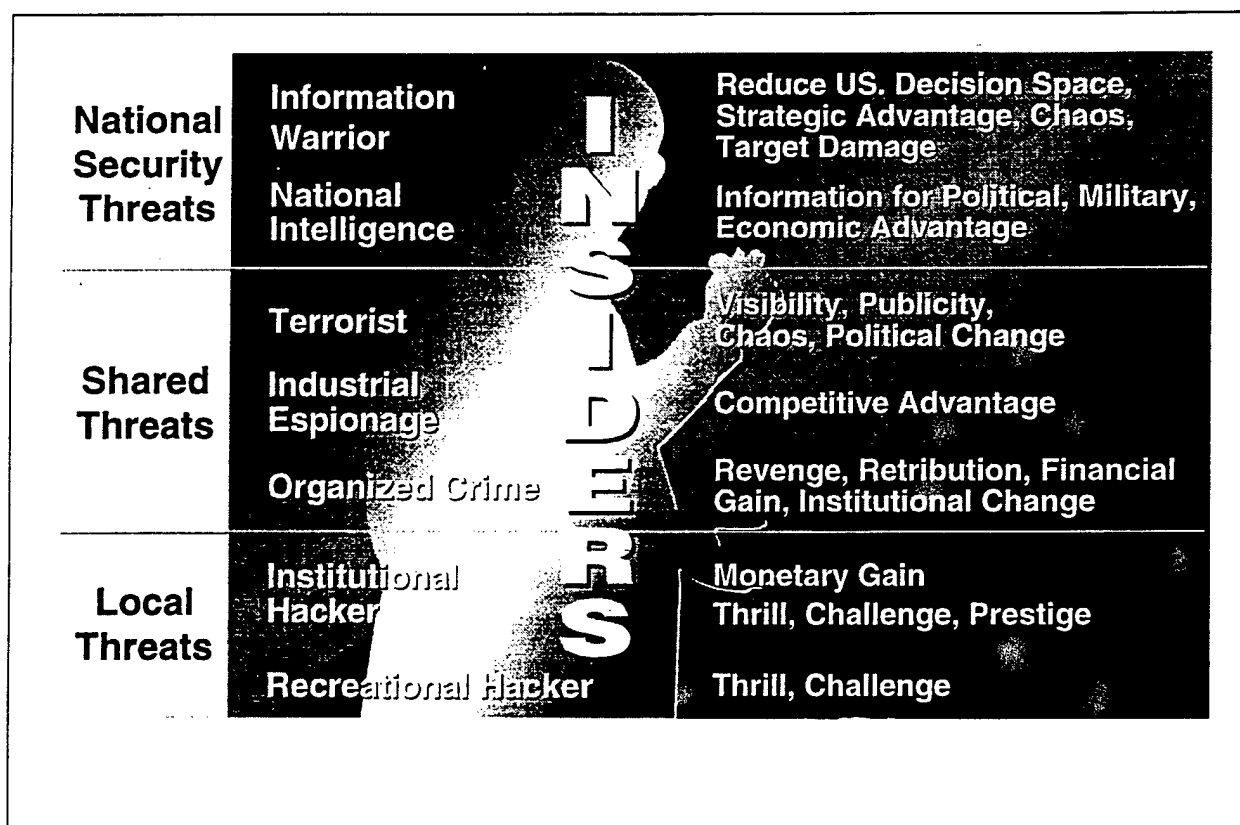 National
Security
Threats
Information
Warrior
National
Intelligence
Reduce US. Decision Space,
Strategic Advantage, Chaos,
Target Damage
Information for Political, Military,
Economic Advantage
Shared
Threats
Terrorist
Industrial
Espionage
Organized Crime
Visibility, Publicity,
Chaos, Political Change
Competitive Advantage
Revenge, Retribution, Financial
Gain, Institutional Change
Local
Threats
Institutional
Hacker
Recreational Hacker
Monetary Gain
Thrill, Challenge, Prestige
Thrill, Challenge
INSIDERS